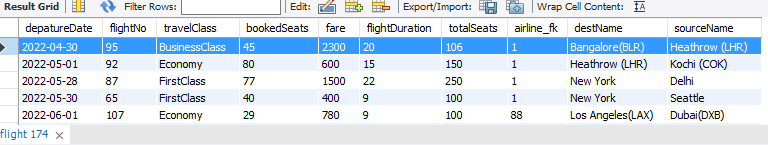 Result Grid Filter Rows: Edit: Export/Import: Wrap Cell Content:
depatureDate flightNo travelClass bookedSeats fare flightDuration totalSeats airline_fk destName sourceName
2022-04-30 95 BusinessClass 45 2300 20 106 1 Bangalore(BLR) Heathrow (LHR)
2022-05-01 92 Economy 80 600 15 150 1 Heathrow (LHR) Kochi (COK)
2022-05-28 87 FirstClass 77 1500 22 250 1 New York Delhi
2022-05-30 65 FirstClass 40 400 9 100 1 New York Seattle
2022-06-01 107 Economy 29 780 9 100 88 Los Angeles(LAX) Dubai(DXB)
flight 174 ×